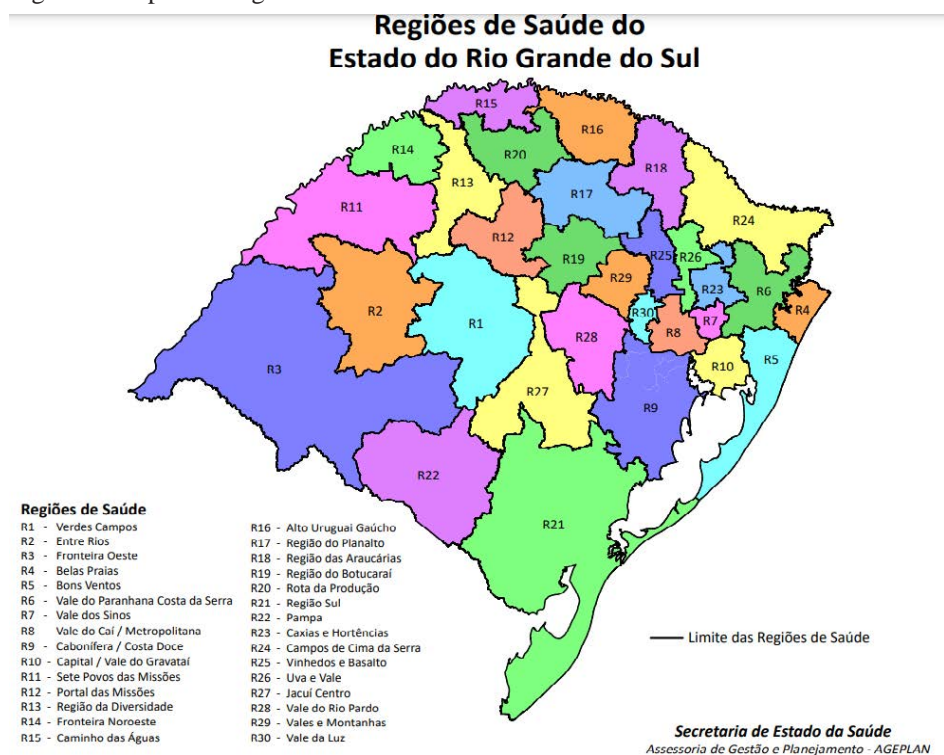 Regiões de Saúde do
Estado do Rio Grande do Sul
R15
R16
R14
R20
R18
R13
R17
R11
R24
R12
R25
R26
R19
R29
R23
R6
R2
R4
R30
R7
R1
R8
R28
R5
R10
R3
R27
R9
R22
R21
Regiões de Saúde
R1 - Verdes Campos
R2 - Entre Rios
R3 - Fronteira Oeste
R4 - Belas Praias
R5 - Bons Ventos
R6 - Vale do Paranhana Costa da Serra
R7 - Vale dos Sinos
R8 Vale do Caí / Metropolitana
R9 - Cabonífera / Costa Doce
R10 - Capital / Vale do Gravataí
R11 - Sete Povos das Missões
R12 - Portal das Missões
R13 - Região da Diversidade
R14 - Fronteira Noroeste
R15 - Caminho das Águas
R16 - Alto Uruguai Gaúcho
R17 - Região do Planalto
R18 - Região das Araucárias
R19 - Região do Botucaraí
R20 - Rota da Produção
R21 - Região Sul
R22 - Pampa
R23 - Caxias e Hortências
R24 - Campos de Cima da Serra
R25 - Vinhedos e Basalto
R26 - Uva e Vale
R27 - Jacuí Centro
R28 - Vale do Rio Pardo
R29 - Vales e Montanhas
R30 - Vale da Luz
Limite das Regiões de Saúde
Secretaria de Estado da Saúde
Assessoria de Gestão e Planejamento - AGEPLAN